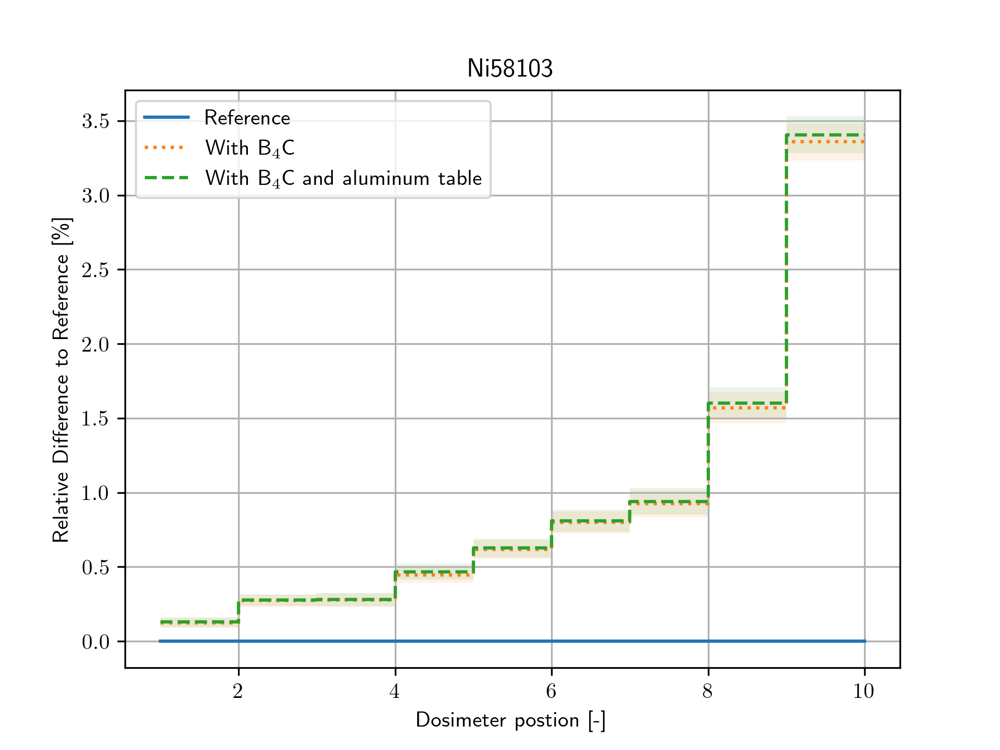 Ni58103
Reference
With B₄C
With B₄C and aluminum table
Relative Difference to Reference [%]
3.5
3.0
2.5
2.0
1.5
1.0
0.5
0.0
2 4 6 8 10
Dosimeter postion [-]